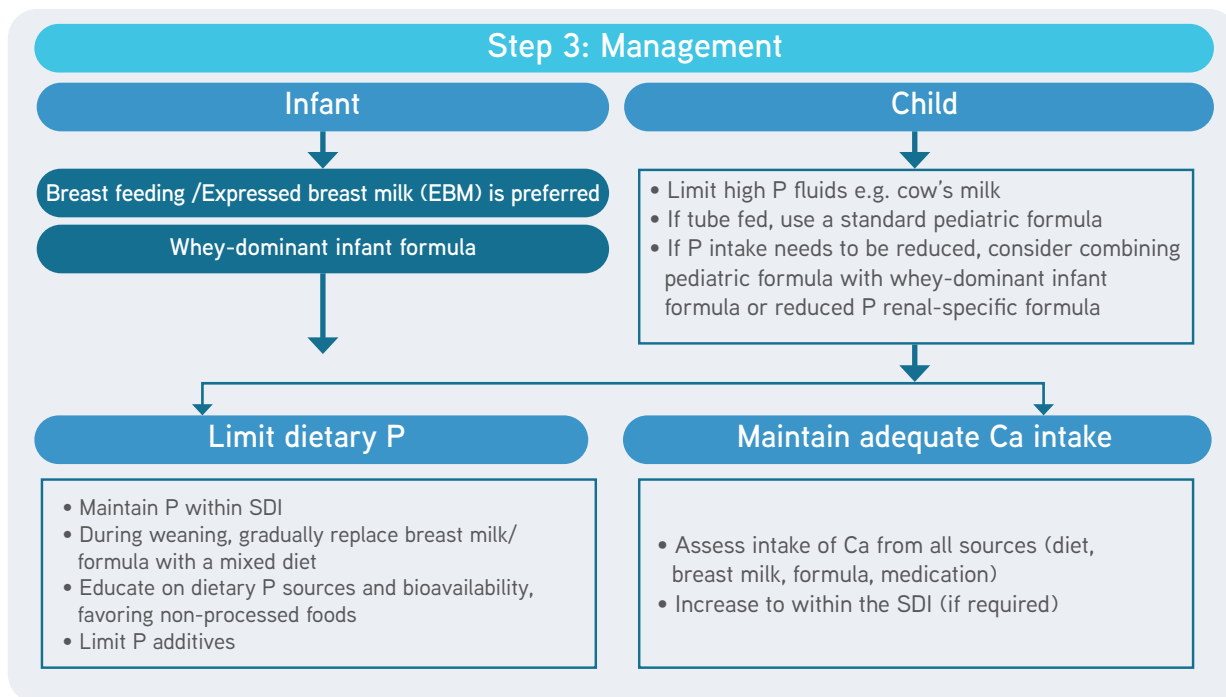 Step 3: Management
Infant
Breast feeding /Expressed breast milk (EBM) is preferred
Whey-dominant infant formula
Child
• Limit high P fluids e.g. cow's milk
• If tube fed, use a standard pediatric formula
• If P intake needs to be reduced, consider combining
pediatric formula with whey-dominant infant
formula or reduced P renal-specific formula
Limit dietary P
• Maintain P within SDI
• During weaning, gradually replace breast milk/
formula with a mixed diet
• Educate on dietary P sources and bioavailability,
favoring non-processed foods
• Limit P additives
Maintain adequate Ca intake
• Assess intake of Ca from all sources (diet,
breast milk, formula, medication)
• Increase to within the SDI (if required)